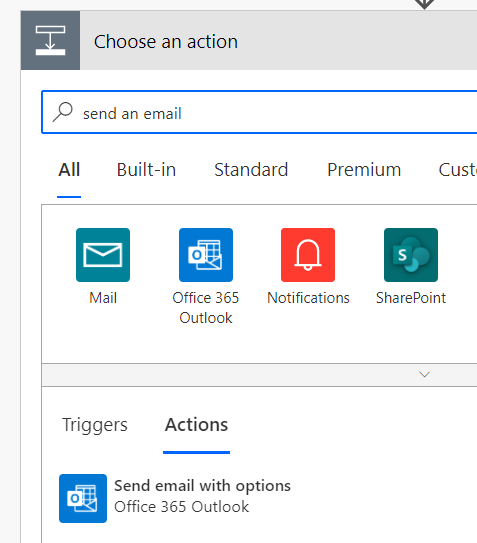 Choose an action
send an email
All Built-in Standard Premium Cust
Mail Office 365 Notifications SharePoint
Outlook
Triggers Actions
Send email with options
Office 365 Outlook